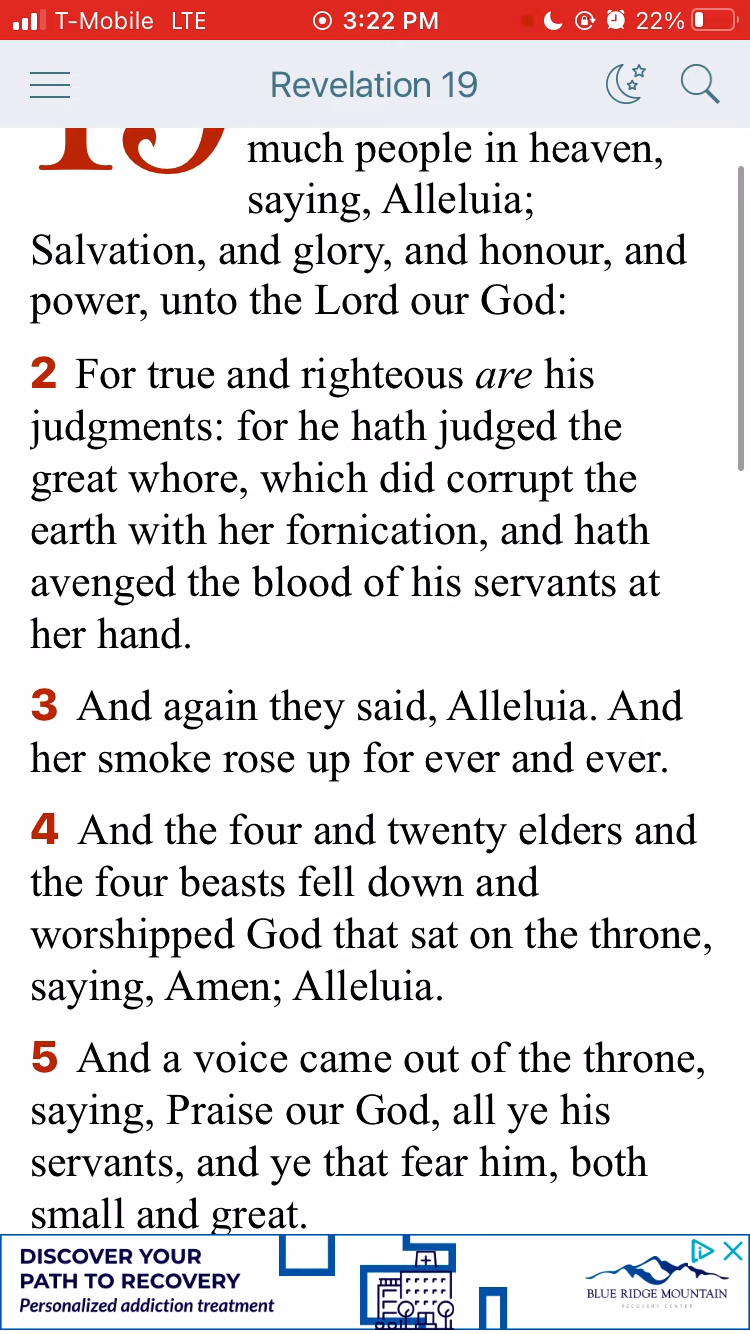 T-Mobile LTE 3:22 PM 22%
Revelation 19
much people in heaven,
saying, Alleluia;
Salvation, and glory, and honour, and
power, unto the Lord our God:
2 For true and righteous are his
judgments: for he hath judged the
great whore, which did corrupt the
earth with her fornication, and hath
avenged the blood of his servants at
her hand.
3 And again they said, Alleluia. And
her smoke rose up for ever and ever.
4 And the four and twenty elders and
the four beasts fell down and
worshipped God that sat on the throne,
saying, Amen; Alleluia.
5 And a voice came out of the throne,
saying, Praise our God, all ye his
servants, and ye that fear him, both
small and great.
DISCOVER YOUR
PATH TO RECOVERY
Personalized addiction treatment
BLUE RIDGE MOUNTAIN
RECOVERY CENTER